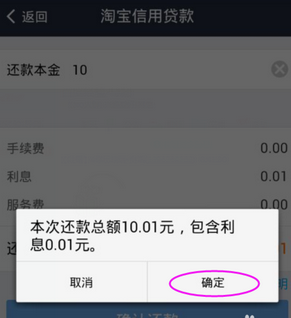 返回 淘宝信用贷款
还款本金 10
手续费 0.00
利息 0.01
服务费 0.00
本次还款总额10.01元，包含利
息0.01元。
取消 确定
确认还款